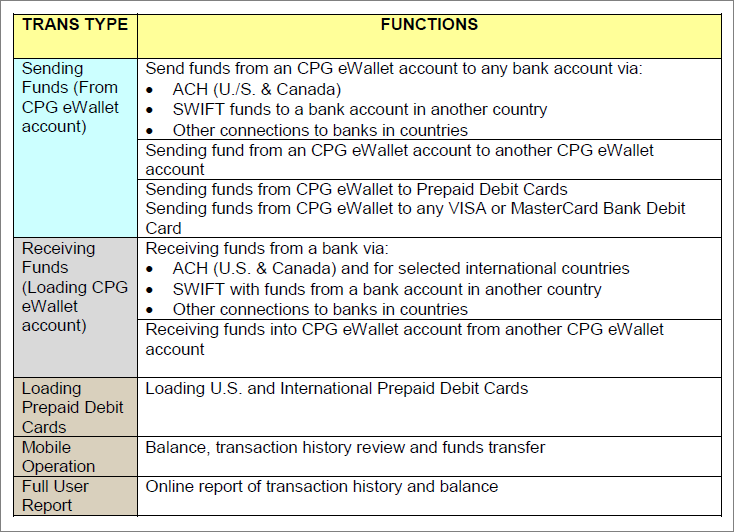 TRANS TYPE
FUNCTIONS
Sending
Funds (From
CPG eWallet
account)
Send funds from an CPG eWallet account to any bank account via:
• ACH (U./S. & Canada)
• SWIFT funds to a bank account in another country
• Other connections to banks in countries
Sending fund from an CPG eWallet account to another CPG eWallet
account
Sending funds from CPG eWallet to Prepaid Debit Cards
Sending funds from CPG eWallet to any VISA or MasterCard Bank Debit
Card
Receiving
Funds
(Loading CPG
eWallet
account)
Receiving funds from a bank via:
• ACH (U.S. & Canada) and for selected international countries
• SWIFT with funds from a bank account in another country
• Other connections to banks in countries
Receiving funds into CPG eWallet account from another CPG eWallet
account
Loading
Prepaid Debit
Cards
Loading U.S. and International Prepaid Debit Cards
Mobile
Operation
Balance, transaction history review and funds transfer
Full User
Report
Online report of transaction history and balance